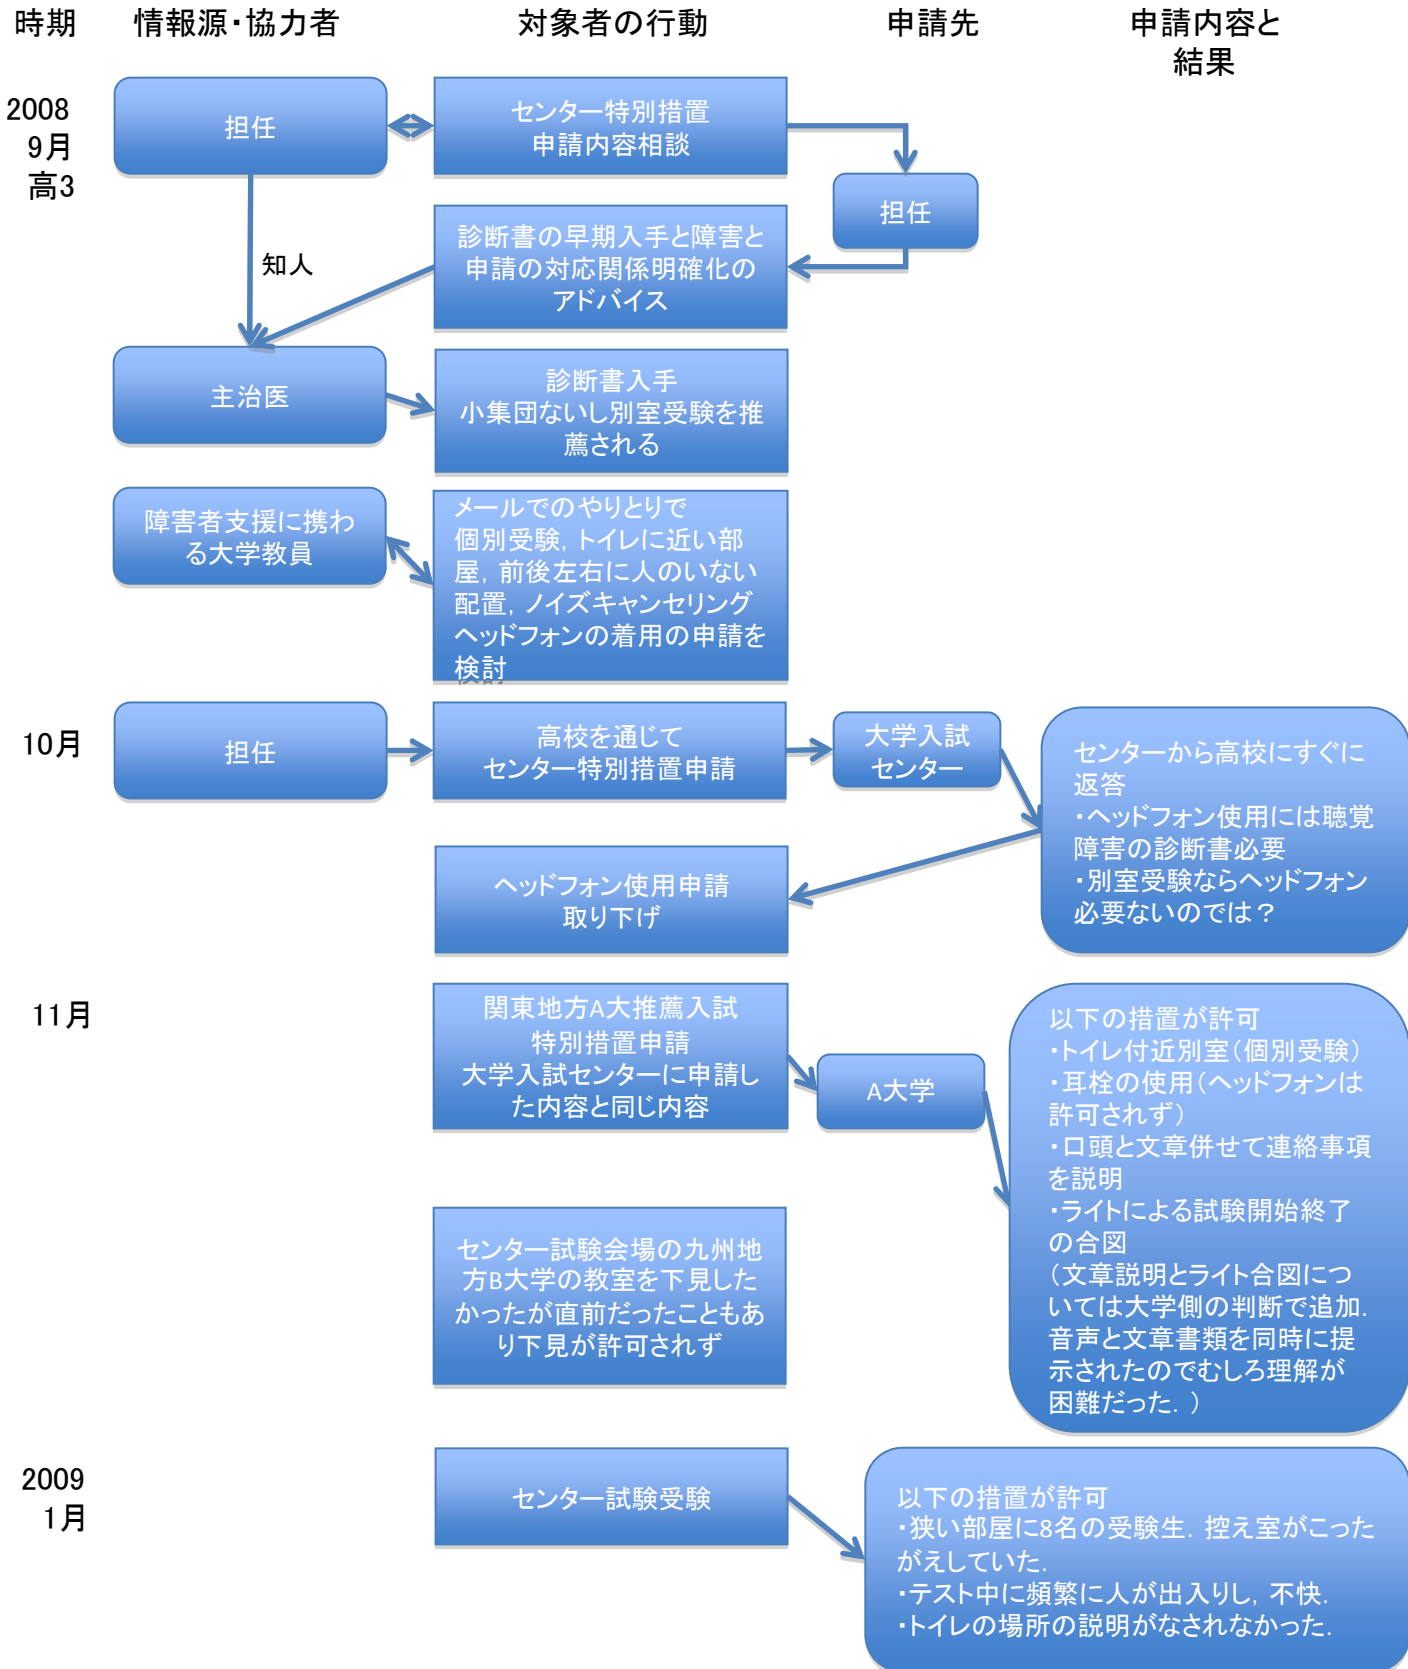 時期
情報源・協力者
対象者の行動
申請先
申請内容と
結果
2008
9月
高3
担任
センター特別措置
申請内容相談
担任
知人
診断書の早期入手と障害と
申請の対応関係明確化の
アドバイス
主治医
診断書入手
小集団ないし別室受験を推
薦される
障害者支援に携わ
る大学教員
メールでのやりとりで
個別受験，トイレに近い部
屋，前後左右に人のいない
配置，ノイズキャンセリング
ヘッドフォンの着用の申請を
検討
10月
担任
高校を通じて
センター特別措置申請
大学入試
センター
センターから高校にすぐに
返答
・ヘッドフォン使用には聴覚
障害の診断書必要
・別室受験ならヘッドフォン
必要ないのでは？
ヘッドフォン使用申請
取り下げ
11月
関東地方A大推薦入試
特別措置申請
大学入試センターに申請し
た内容と同じ内容
A大学
以下の措置が許可
・トイレ付近別室（個別受験）
・耳栓の使用（ヘッドフォンは
許可されず）
・口頭と文章併せて連絡事項
を説明
・ライトによる試験開始終了
の合図
（文章説明とライト合図につ
いては大学側の判断で追加．
音声と文章書類を同時に提
示されたのでむしろ理解が
困難だった．）
センター試験会場の九州地
方B大学の教室を下見した
かったが直前だったこともあ
り下見が許可されず
2009
1月
センター試験受験
以下の措置が許可
・狭い部屋に8名の受験生．控え室がごった
がえしていた．
・テスト中に頻繁に人が出入りし，不快．
・トイレの場所の説明がなされなかった．